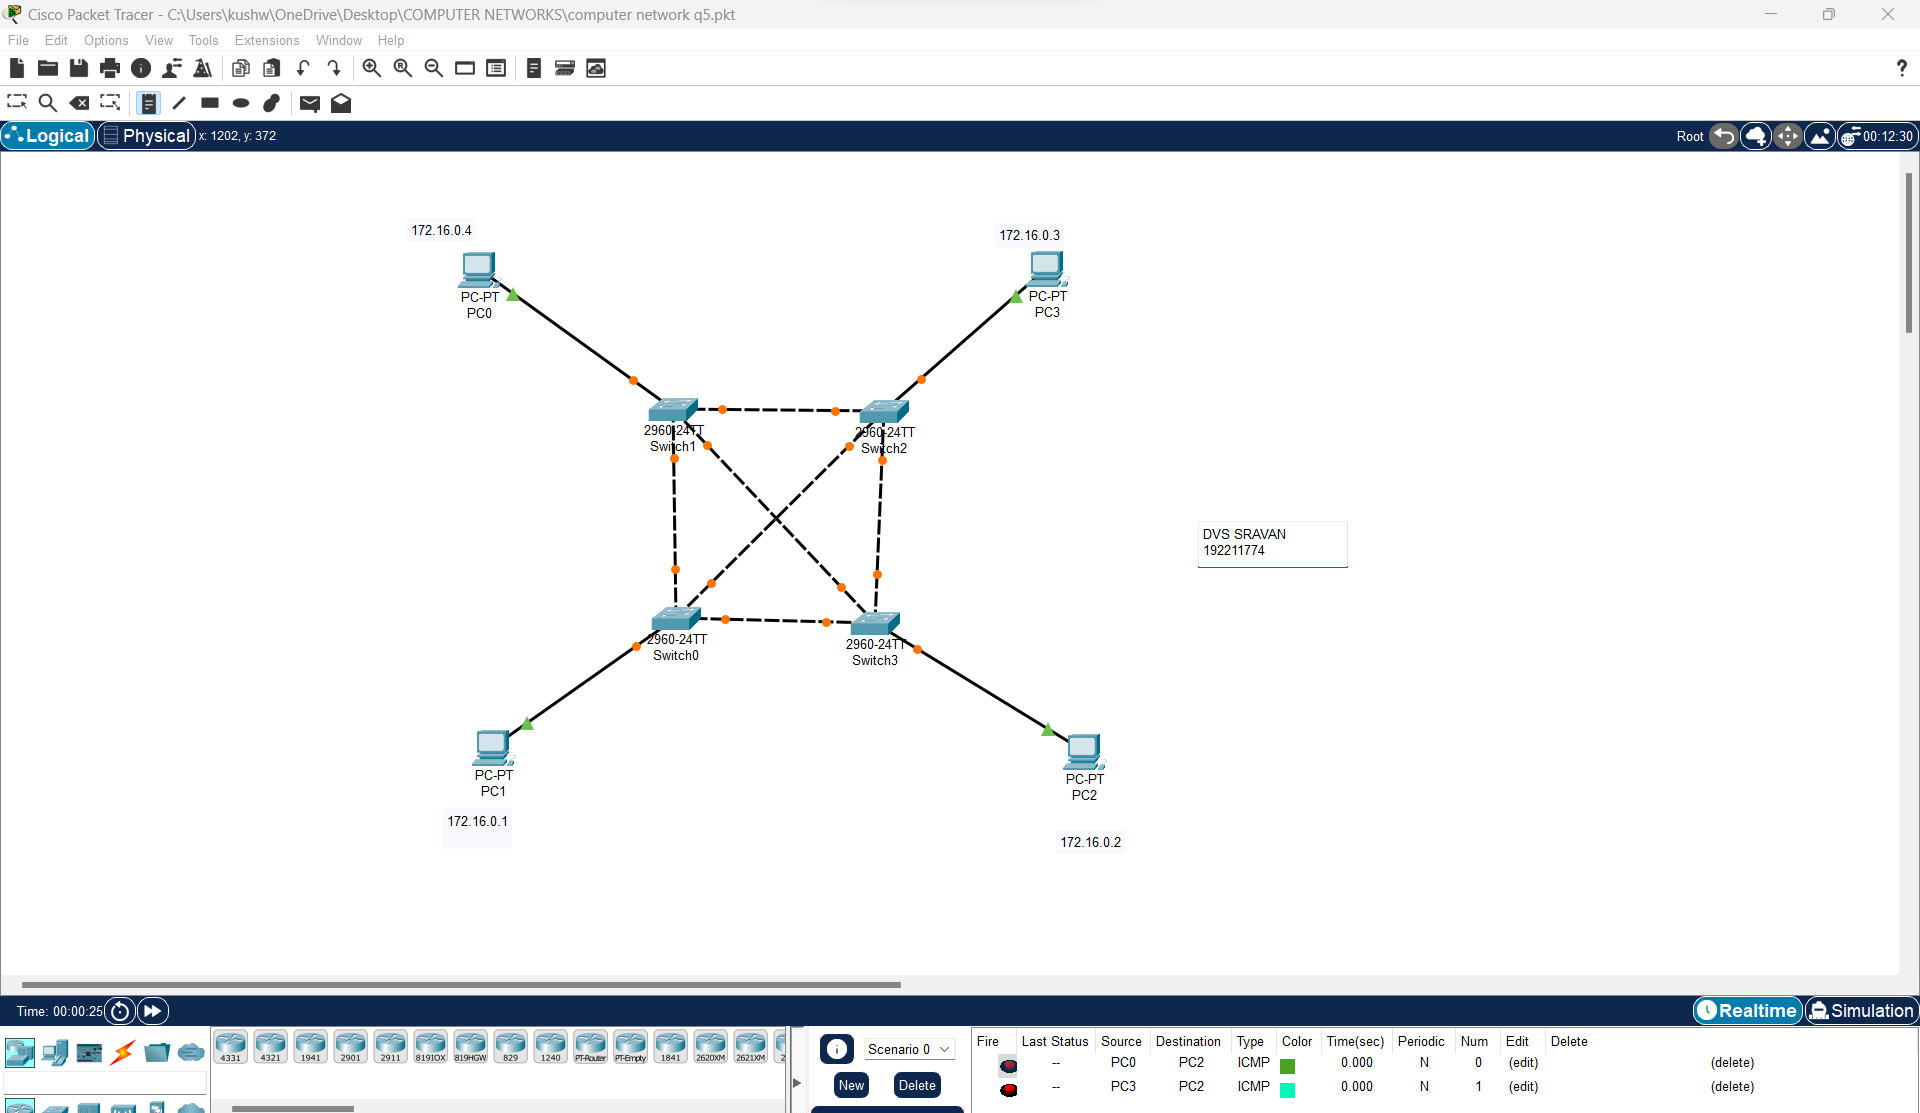 Cisco Packet Tracer - C:\Users\kushw\OneDrive\Desktop\COMPUTER NETWORKS\computer network q5.pkt
File Edit Options View Tools Extensions Window Help
?
Logical Physical x: 1202, y: 372 Root 00:12:30
172.16.0.4
172.16.0.3
PC-PT
PC0
PC-PT
PC3
2960-24TT
Switch1
2960-24TT
Switch2
DVS SRAVAN
192211774
2960-24TT
Switch0
2960-24TT
Switch3
PC-PT
PC1
PC-PT
PC2
172.16.0.1
172.16.0.2
Time: 00:00:25 Realtime Simulation
4331 4321 1941 2901 2911 819IOX 819HGW 829 1240 PT-Router PT-Empty 1841 2620XM 2621XM 2
Scenario 0
New Delete
Fire Last Status Source Destination Type Color Time(sec) Periodic Num Edit Delete
-- PC0 PC2 ICMP 0.000 N 0 (edit) (delete)
-- PC3 PC2 ICMP 0.000 N 1 (edit) (delete)